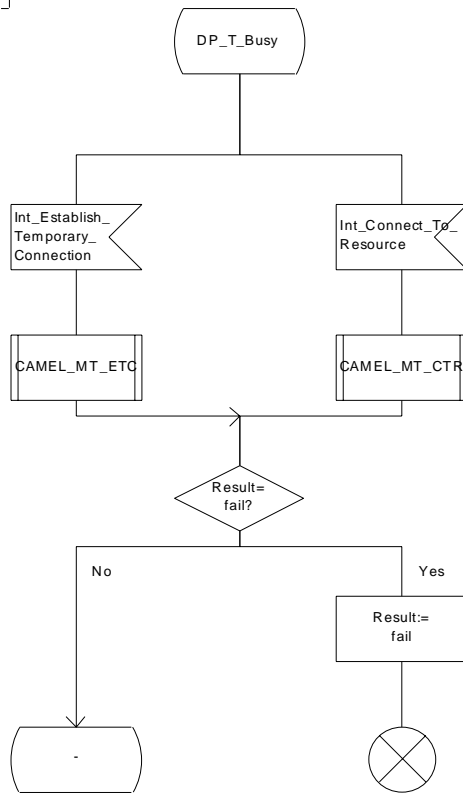 DP_T_Busy
Int_Establish_
Temporary_
Connection
Int_Connect_To_
Resource
CAMEL_MT_ETC
CAMEL_MT_CTR
Result=
fail?
No
Yes
Result:=
fail
-